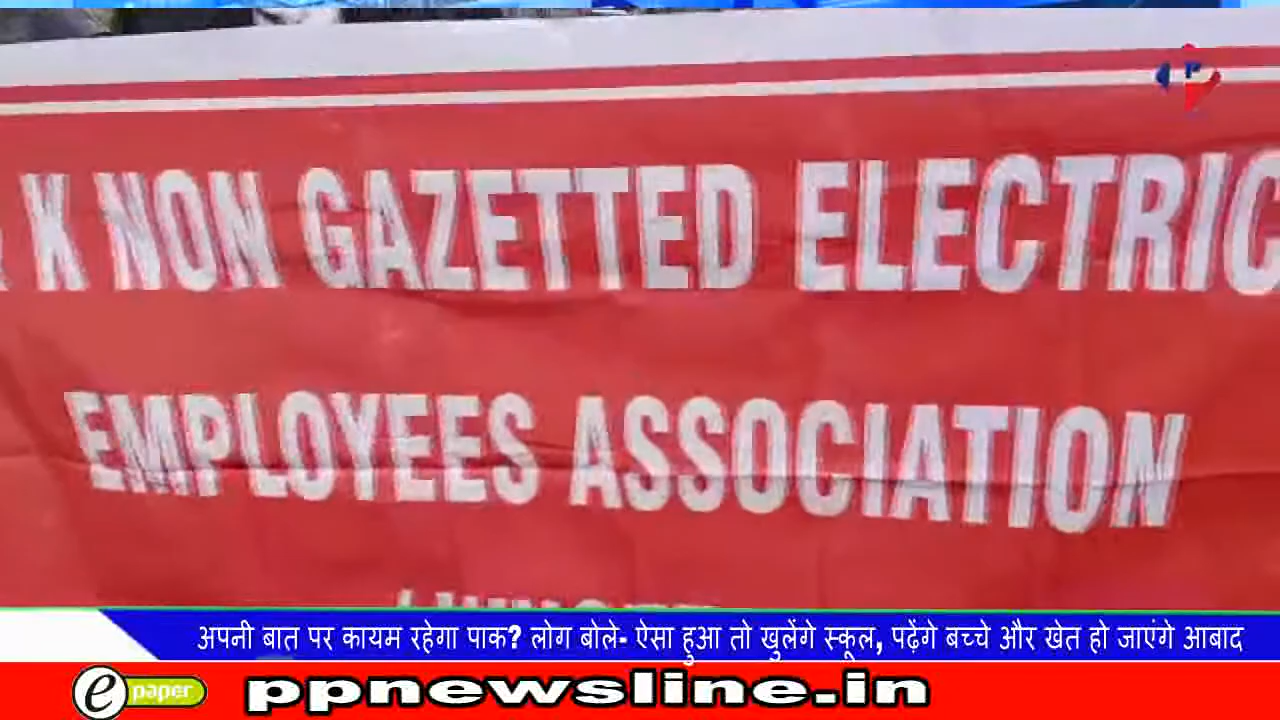 K NON GAZETTED ELECTRIC
EMPLOYEES ASSOCIATION
अपनी बात पर कायम रहेगा पाक? लोग बोले- ऐसा हुआ तो खुलेंगे स्कूल, पढ़ेंगे बच्चे और खेत हो जाएंगे आबाद
e paper ppnewsline.in